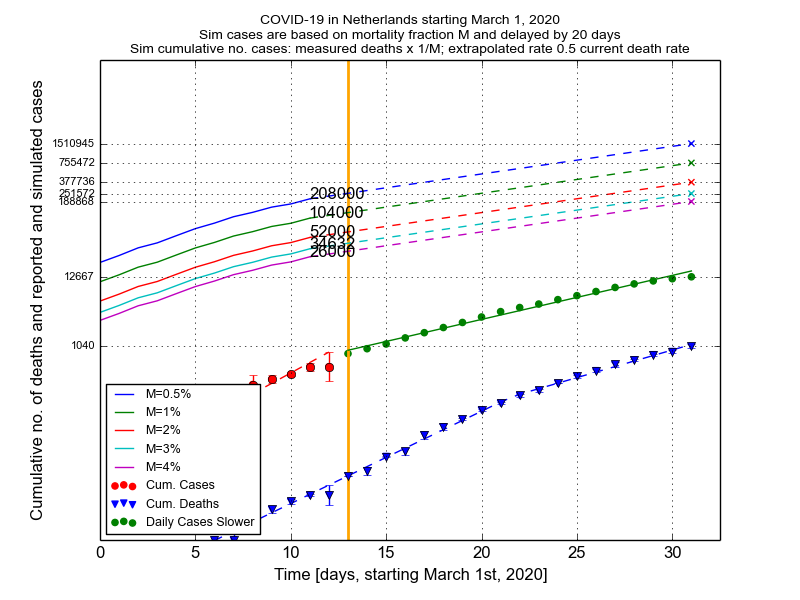 COVID-19 in Netherlands starting March 1, 2020
Sim cases are based on mortality fraction M and delayed by 20 days
Sim cumulative no. cases: measured deaths x 1/M; extrapolated rate 0.5 current death rate
Cumulative no. of deaths and reported and simulated cases
1510945
755472
377736
251572
188868
12667
1040
208000
104000
52000
34632
26000
M=0.5%
M=1%
M=2%
M=3%
M=4%
Cum. Cases
Cum. Deaths
Daily Cases Slower
0 5 10 15 20 25 30
Time [days, starting March 1st, 2020]